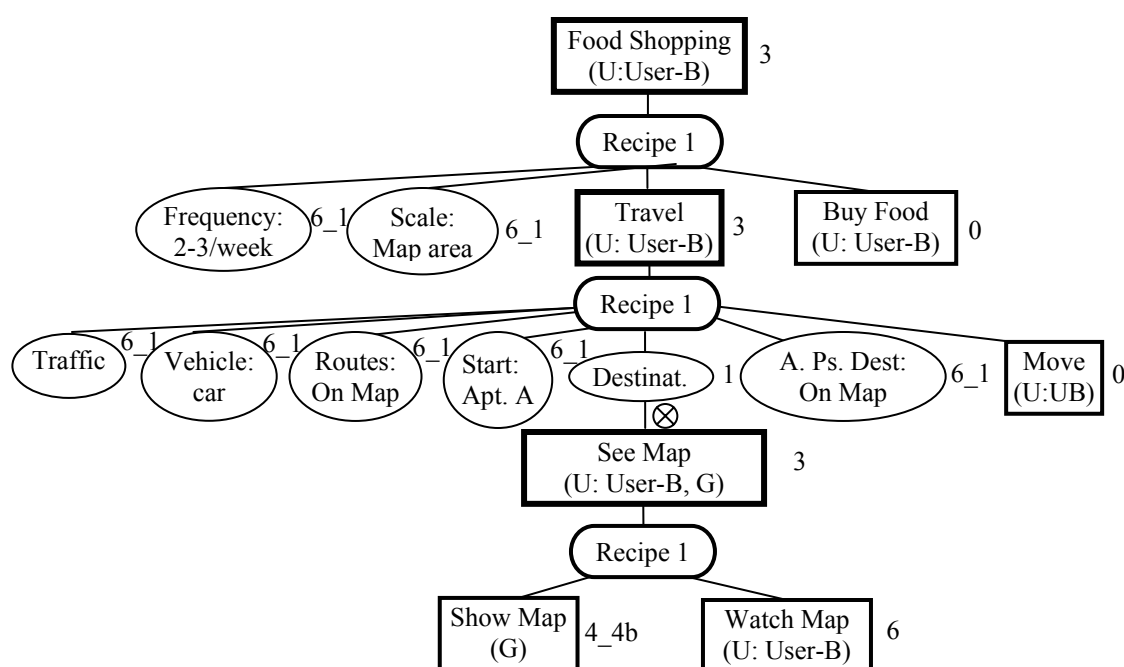 Food Shopping
(U:User-B)
3
Recipe 1
Frequency:
2-3/week
6_1
Scale:
Map area
6_1
Travel
(U: User-B)
3
Buy Food
(U: User-B)
0
Recipe 1
Traffic
6_1
Vehicle:
car
6_1
Routes:
On Map
6_1
Start:
Apt. A
6_1
Destinat.
1
A. Ps. Dest:
On Map
6_1
Move
(U:UB)
0
See Map
(U: User-B, G)
3
Recipe 1
Show Map
(G)
4_4b
Watch Map
(U: User-B)
6